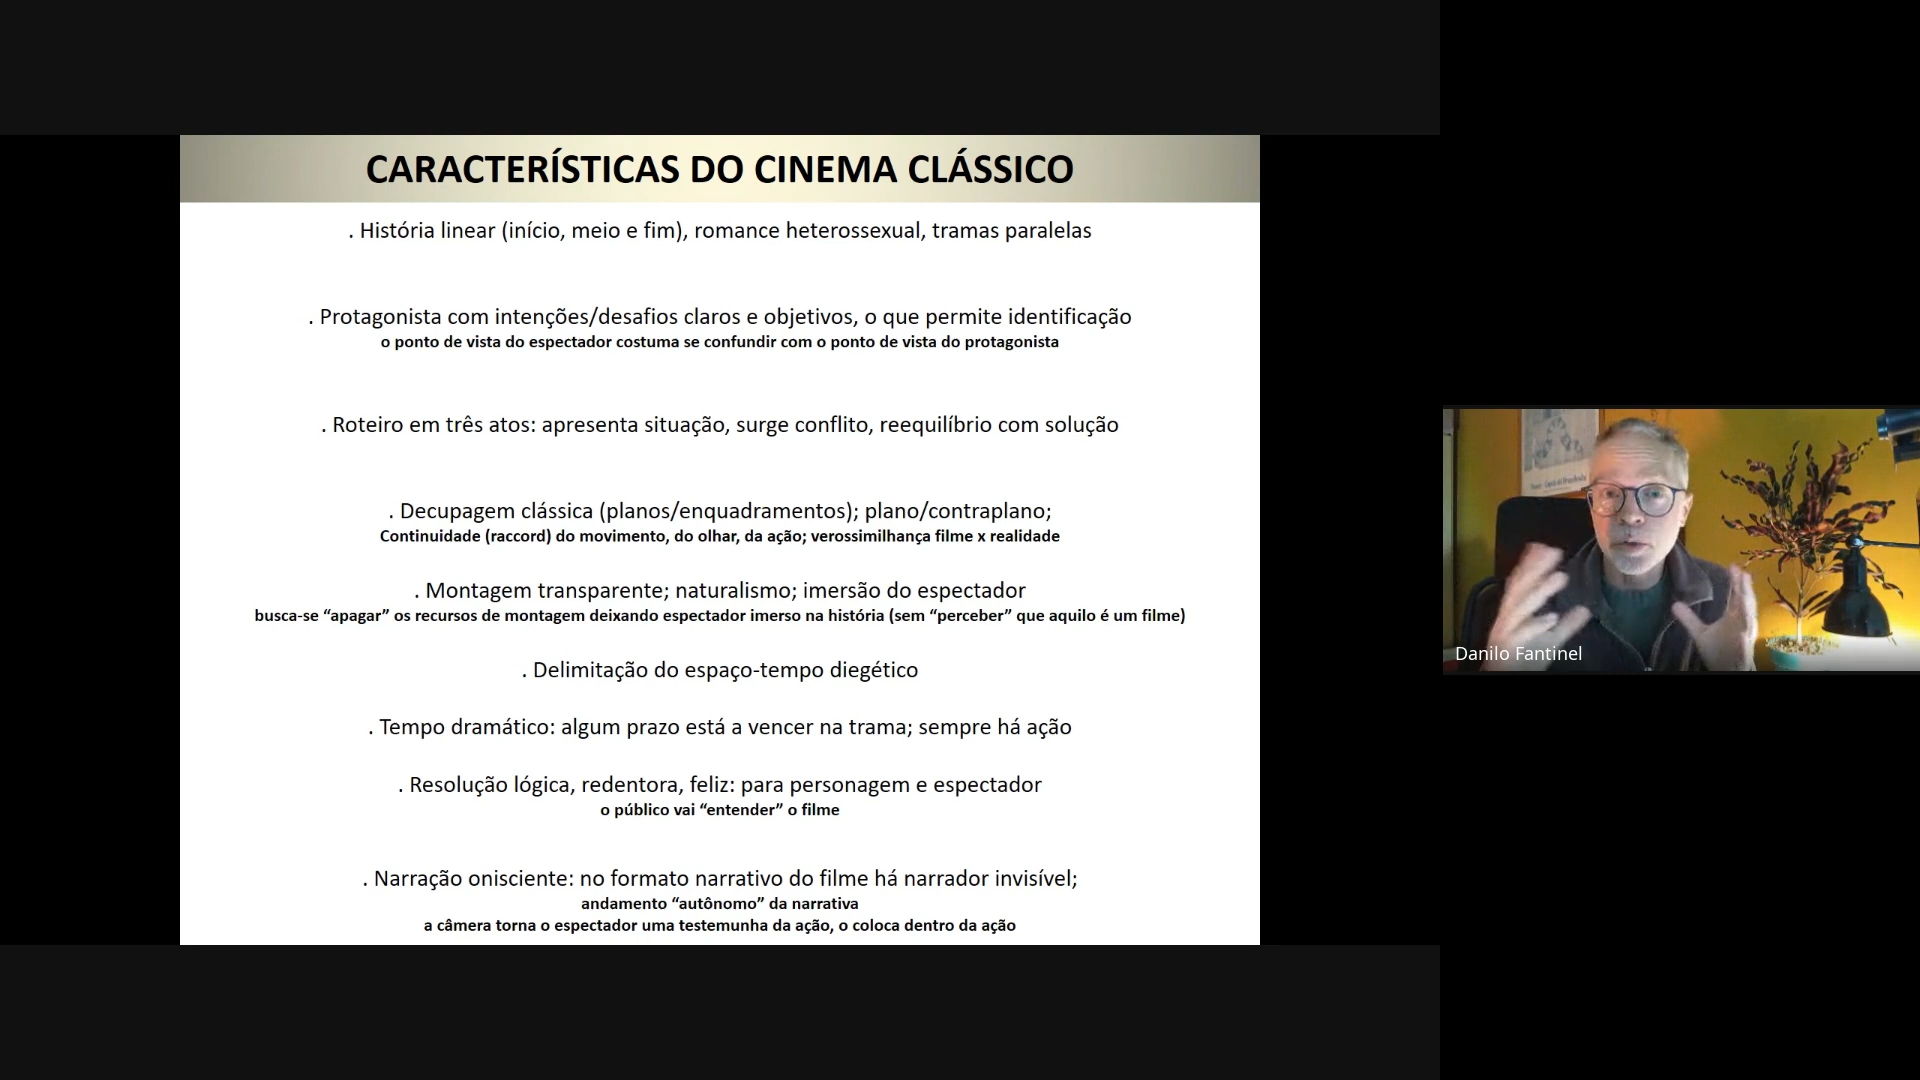 CARACTERÍSTICAS DO CINEMA CLÁSSICO
. História linear (início, meio e fim), romance heterossexual, tramas paralelas
. Protagonista com intenções/desafios claros e objetivos, o que permite identificação
o ponto de vista do espectador costuma se confundir com o ponto de vista do protagonista
. Roteiro em três atos: apresenta situação, surge conflito, reequilíbrio com solução
. Decupagem clássica (planos/enquadramentos); plano/contraplano;
Continuidade (raccord) do movimento, do olhar, da ação; verossimilhança filme x realidade
. Montagem transparente; naturalismo; imersão do espectador
busca-se “apagar” os recursos de montagem deixando espectador imerso na história (sem “perceber” que aquilo é um filme)
. Delimitação do espaço-tempo diegético
. Tempo dramático: algum prazo está a vencer na trama; sempre há ação
. Resolução lógica, redentora, feliz: para personagem e espectador
o público vai “entender” o filme
. Narração onisciente: no formato narrativo do filme há narrador invisível;
andamento “autônomo” da narrativa
a câmera torna o espectador uma testemunha da ação, o coloca dentro da ação
Danilo Fantinel